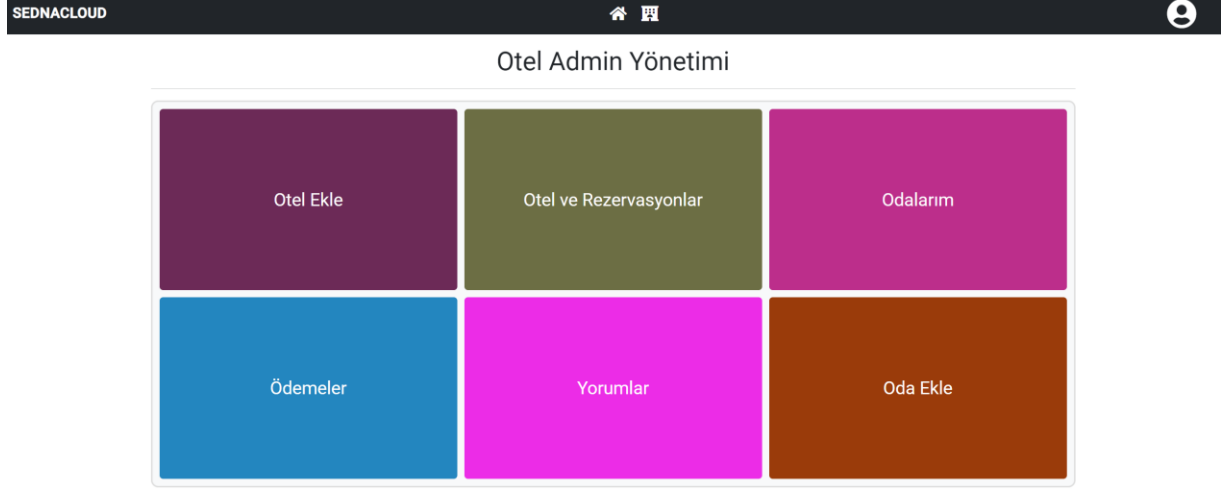 SEDNACLOUD
Otel Admin Yönetimi
Otel Ekle
Otel ve Rezervasyonlar
Odalarım
Ödemeler
Yorumlar
Oda Ekle